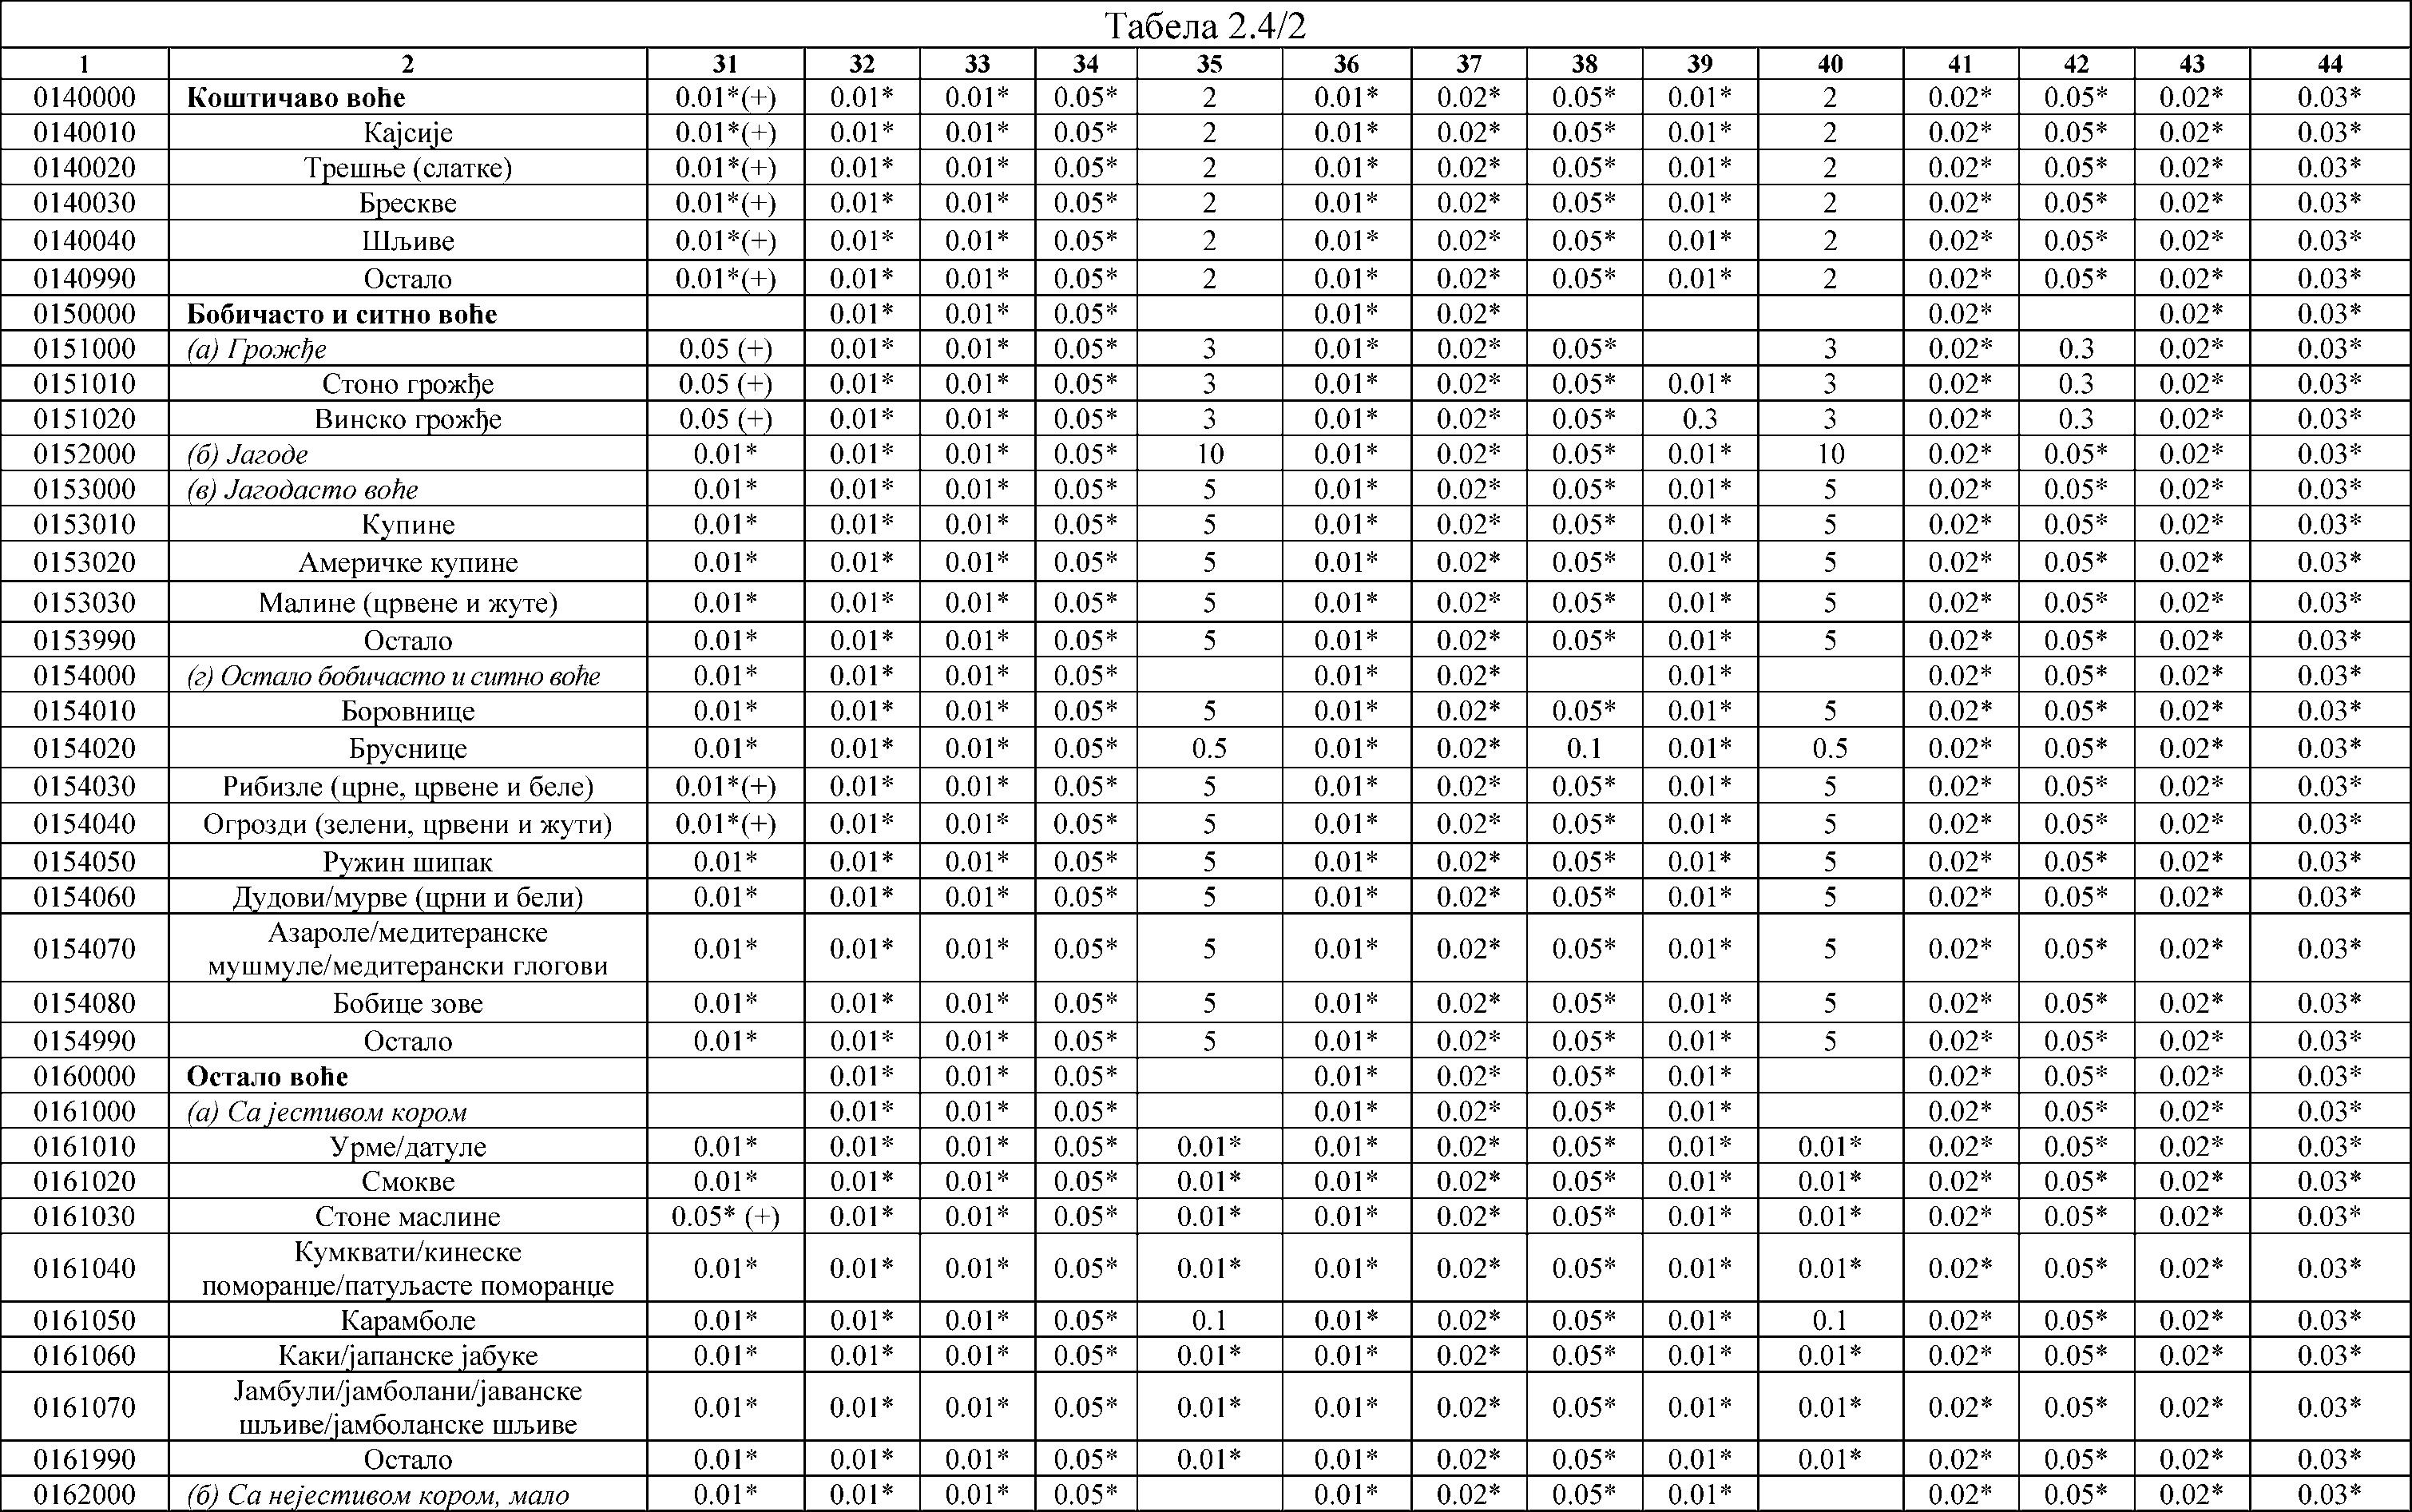 Табела 2.4/2
1 2 31 32 33 34 35 36 37 38 39 40 41 42 43 44
0140000 Коштичаво воће 0.01*(+) 0.01* 0.01* 0.05* 2 0.01* 0.02* 0.05* 0.01* 2 0.02* 0.05* 0.02* 0.03*
0140010 Кајсије 0.01*(+) 0.01* 0.01* 0.05* 2 0.01* 0.02* 0.05* 0.01* 2 0.02* 0.05* 0.02* 0.03*
0140020 Трешње (слатке) 0.01*(+) 0.01* 0.01* 0.05* 2 0.01* 0.02* 0.05* 0.01* 2 0.02* 0.05* 0.02* 0.03*
0140030 Брескве 0.01*(+) 0.01* 0.01* 0.05* 2 0.01* 0.02* 0.05* 0.01* 2 0.02* 0.05* 0.02* 0.03*
0140040 Шљиве 0.01*(+) 0.01* 0.01* 0.05* 2 0.01* 0.02* 0.05* 0.01* 2 0.02* 0.05* 0.02* 0.03*
0140990 Остало 0.01*(+) 0.01* 0.01* 0.05* 2 0.01* 0.02* 0.05* 0.01* 2 0.02* 0.05* 0.02* 0.03*
0150000 Бобичасто и ситно воће 0.01* 0.01* 0.05* 0.01* 0.02* 0.02* 0.02* 0.03*
0151000 (а) Грожђе 0.05 (+) 0.01* 0.01* 0.05* 3 0.01* 0.02* 0.05* 3 0.02* 0.3 0.02* 0.03*
0151010 Стоно грожђе 0.05 (+) 0.01* 0.01* 0.05* 3 0.01* 0.02* 0.05* 0.01* 3 0.02* 0.3 0.02* 0.03*
0151020 Винско грожђе 0.05 (+) 0.01* 0.01* 0.05* 3 0.01* 0.02* 0.05* 0.3 3 0.02* 0.3 0.02* 0.03*
0152000 (б) Јагоде 0.01* 0.01* 0.01* 0.05* 10 0.01* 0.02* 0.05* 0.01* 10 0.02* 0.05* 0.02* 0.03*
0153000 (в) Јагодасто воће 0.01* 0.01* 0.01* 0.05* 5 0.01* 0.02* 0.05* 0.01* 5 0.02* 0.05* 0.02* 0.03*
0153010 Купине 0.01* 0.01* 0.01* 0.05* 5 0.01* 0.02* 0.05* 0.01* 5 0.02* 0.05* 0.02* 0.03*
0153020 Америчке купине 0.01* 0.01* 0.01* 0.05* 5 0.01* 0.02* 0.05* 0.01* 5 0.02* 0.05* 0.02* 0.03*
0153030 Малине (црвене и жуте) 0.01* 0.01* 0.01* 0.05* 5 0.01* 0.02* 0.05* 0.01* 5 0.02* 0.05* 0.02* 0.03*
0153990 Остало 0.01* 0.01* 0.01* 0.05* 5 0.01* 0.02* 0.05* 0.01* 5 0.02* 0.05* 0.02* 0.03*
0154000 (г) Остало бобичасто и ситно воће 0.01* 0.01* 0.01* 0.05* 0.01* 0.02* 0.01* 0.02* 0.05* 0.02* 0.03*
0154010 Боровнице 0.01* 0.01* 0.01* 0.05* 5 0.01* 0.02* 0.05* 0.01* 5 0.02* 0.05* 0.02* 0.03*
0154020 Бруснице 0.01* 0.01* 0.01* 0.05* 0.5 0.01* 0.02* 0.1 0.01* 0.5 0.02* 0.05* 0.02* 0.03*
0154030 Рибизле (црне, црвене и беле) 0.01*(+) 0.01* 0.01* 0.05* 5 0.01* 0.02* 0.05* 0.01* 5 0.02* 0.05* 0.02* 0.03*
0154040 Огрозди (зелени, црвени и жути) 0.01*(+) 0.01* 0.01* 0.05* 5 0.01* 0.02* 0.05* 0.01* 5 0.02* 0.05* 0.02* 0.03*
0154050 Ружин шипак 0.01* 0.01* 0.01* 0.05* 5 0.01* 0.02* 0.05* 0.01* 5 0.02* 0.05* 0.02* 0.03*
0154060 Дудови/мурве (црни и бели) 0.01* 0.01* 0.01* 0.05* 5 0.01* 0.02* 0.05* 0.01* 5 0.02* 0.05* 0.02* 0.03*
Азароле/медитеранске
0154070 мушмуле/медитерански глогови 0.01* 0.01* 0.01* 0.05* 5 0.01* 0.02* 0.05* 0.01* 5 0.02* 0.05* 0.02* 0.03*
0154080 Бобице зове 0.01* 0.01* 0.01* 0.05* 5 0.01* 0.02* 0.05* 0.01* 5 0.02* 0.05* 0.02* 0.03*
0154990 Остало 0.01* 0.01* 0.01* 0.05* 5 0.01* 0.02* 0.05* 0.01* 5 0.02* 0.05* 0.02* 0.03*
0160000 Остало воће 0.01* 0.01* 0.05* 0.01* 0.02* 0.05* 0.01* 0.02* 0.05* 0.02* 0.03*
0161000 (а) Са јестивом кором 0.01* 0.01* 0.05* 0.01* 0.02* 0.05* 0.01* 0.02* 0.05* 0.02* 0.03*
0161010 Урме/датуле 0.01* 0.01* 0.01* 0.05* 0.01* 0.01* 0.02* 0.05* 0.01* 0.01* 0.02* 0.05* 0.02* 0.03*
0161020 Смокве 0.01* 0.01* 0.01* 0.05* 0.01* 0.01* 0.02* 0.05* 0.01* 0.01* 0.02* 0.05* 0.02* 0.03*
0161030 Стоне маслине 0.05* (+) 0.01* 0.01* 0.05* 0.01* 0.01* 0.02* 0.05* 0.01* 0.01* 0.02* 0.05* 0.02* 0.03*
Кумквати/кинеске
0161040 поморанџе/патуљасте поморанџе 0.01* 0.01* 0.01* 0.05* 0.01* 0.01* 0.02* 0.05* 0.01* 0.01* 0.02* 0.05* 0.02* 0.03*
0161050 Карамболе 0.01* 0.01* 0.01* 0.05* 0.1 0.01* 0.02* 0.05* 0.01* 0.1 0.02* 0.05* 0.02* 0.03*
0161060 Каки/јапанске јабуке 0.01* 0.01* 0.01* 0.05* 0.01* 0.01* 0.02* 0.05* 0.01* 0.01* 0.02* 0.05* 0.02* 0.03*
Јамбули/јамболани/јаванске
0161070 шљиве/јамболанске шљиве 0.01* 0.01* 0.01* 0.05* 0.01* 0.01* 0.02* 0.05* 0.01* 0.01* 0.02* 0.05* 0.02* 0.03*
0161990 Остало 0.01* 0.01* 0.01* 0.05* 0.01* 0.01* 0.02* 0.05* 0.01* 0.01* 0.02* 0.05* 0.02* 0.03*
0162000 (б) Са нејестивом кором, мало 0.01* 0.01* 0.01* 0.05* 0.01* 0.02* 0.05* 0.01* 0.02* 0.05* 0.02* 0.03*